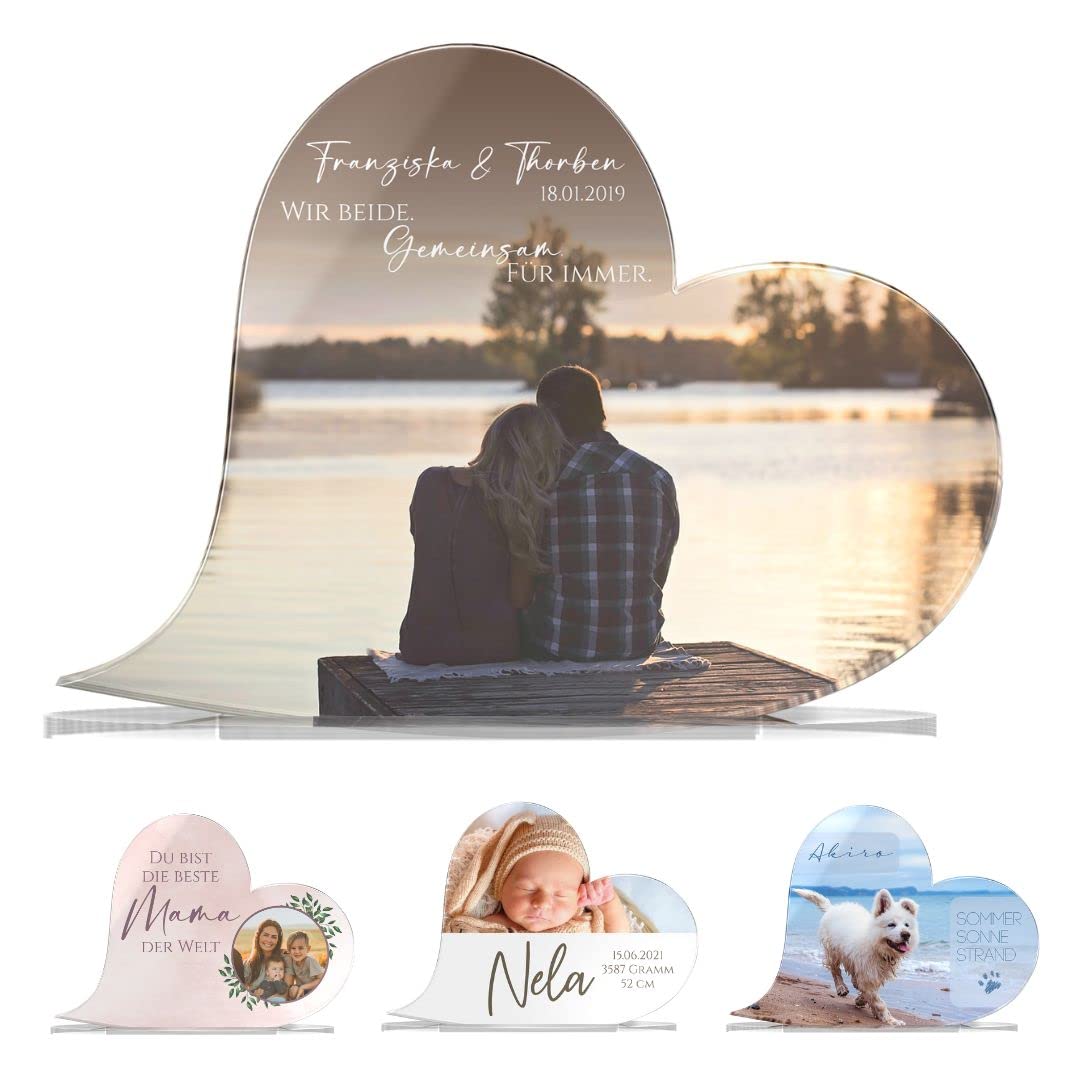 Franziska & Thorben
18.01.2019
WIR BEIDE.
Gemeinsam.
FÜR IMMER.
DU BIST
DIE BESTE
Mama
DER WELT
Nela
15.06.2021
3587 GRAMM
52 CM
Akiro
SOMMER
SONNE
STRAND